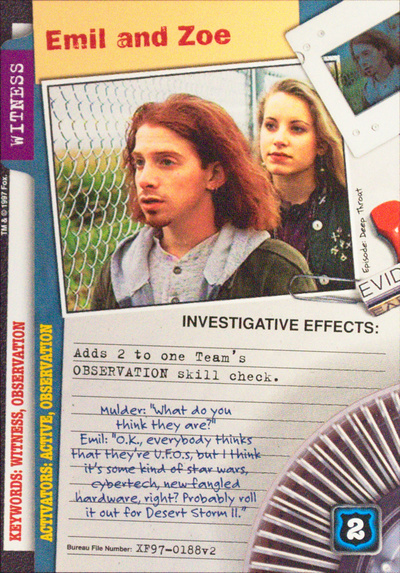 Emil and Zoe
WITNESS
TM & © 1997 Fox.
KEYWORDS: WITNESS, OBSERVATION
ACTIVATORS: ACTIVE, OBSERVATION
Episode: Deep Throat
EVID
INVESTIGATIVE EFFECTS:
Adds 2 to one Team's
OBSERVATION skill check.
Mulder: "What do you
think they are?"
Emil: "O.K., everybody thinks
that they're U.F.O.s, but I think
it's some kind of star wars,
cybertech, new fangled
hardware, right? Probably roll
it out for Desert Storm II."
Bureau File Number: XF97-0188v2
2